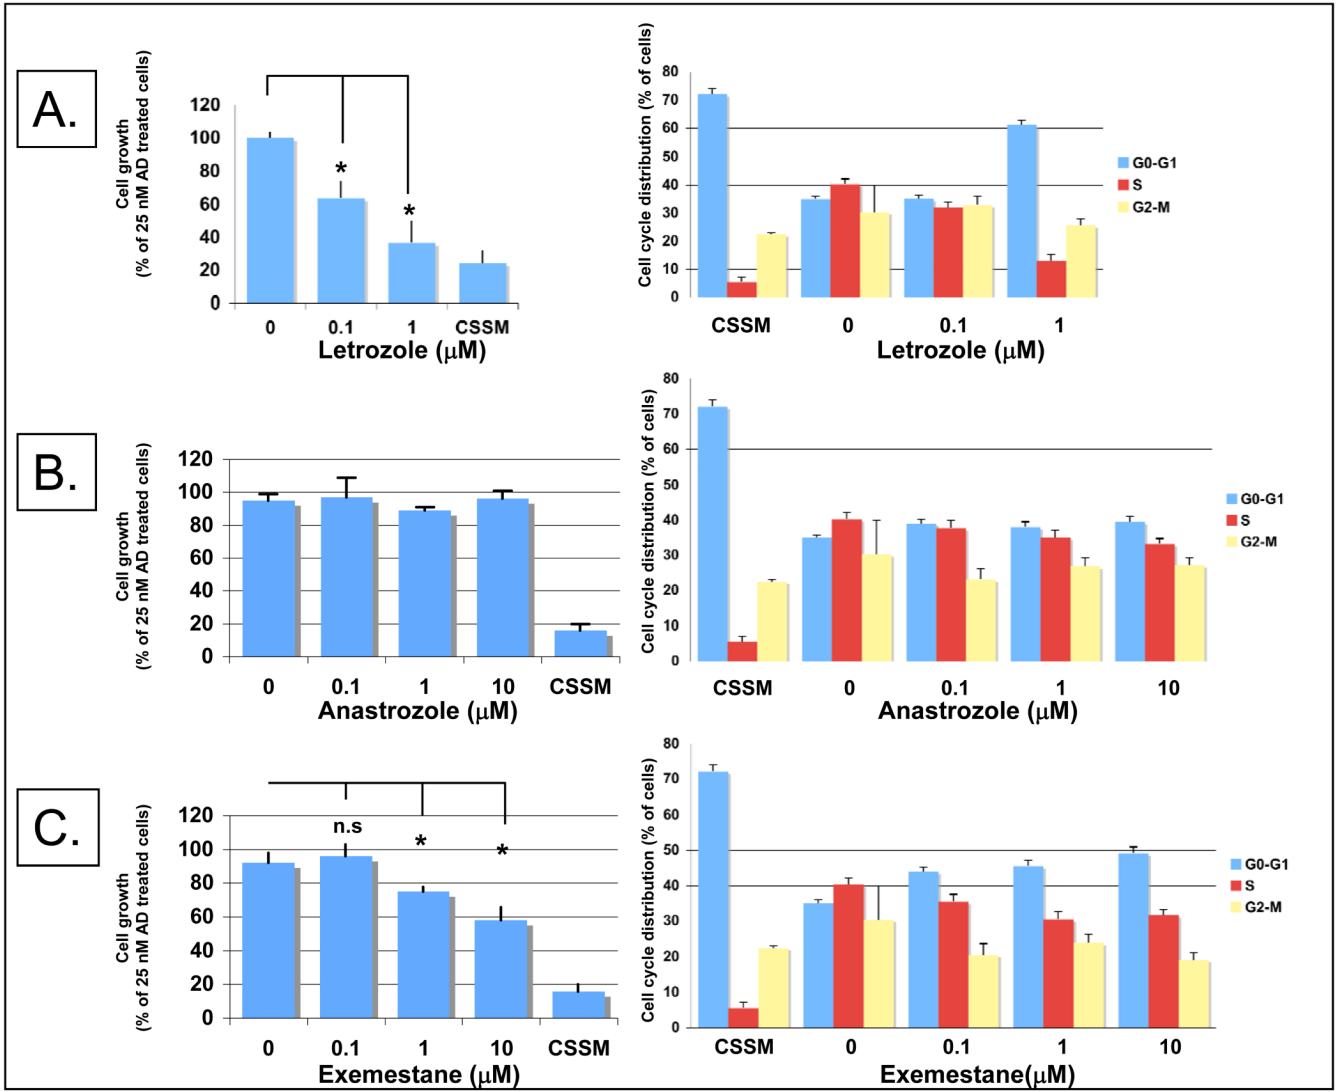 A.
Cell growth
(% of 25 nM AD treated cells)
120
100
80
60
40
20
0
*
*
0 0.1 1 CSSM
Letrozole (µM)
Cell cycle distribution (% of cells)
80
70
60
50
40
30
20
10
0
CSSM 0 0.1 1
Letrozole (µM)
G0-G1
S
G2-M
B.
Cell growth
(% of 25 nM AD treated cells)
120
100
80
60
40
20
0
0 0.1 1 10 CSSM
Anastrozole (µM)
Cell cycle distribution (% of cells)
80
70
60
50
40
30
20
10
0
CSSM 0 0.1 1 10
Anastrozole (µM)
G0-G1
S
G2-M
C.
Cell growth
(% of 25 nM AD treated cells)
120
100
80
60
40
20
0
n.s
*
*
0 0.1 1 10 CSSM
Exemestane (µM)
Cell cycle distribution (% of cells)
80
70
60
50
40
30
20
10
0
CSSM 0 0.1 1 10
Exemestane(µM)
G0-G1
S
G2-M